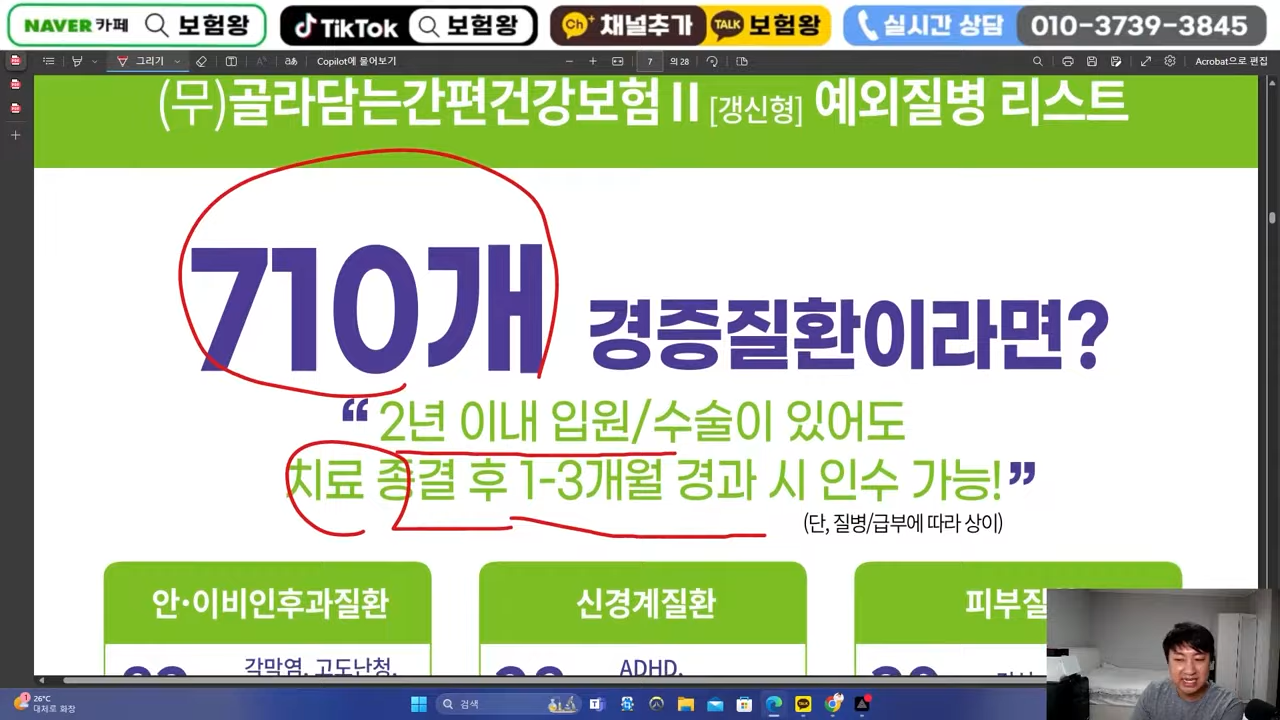 NAVER 카페 보험왕 TikTok 보험왕 Ch+ 채널추가 TALK 보험왕 실시간 상담 010-3739-3845
그리기 Copilot에 물어보기 7 의 28 Acrobat으로 편집
(무)골라담는간편건강보험Ⅱ [갱신형] 예외질병 리스트
710개 경증질환이라면?
“ 2년 이내 입원/수술이 있어도
치료 종결 후 1-3개월 경과 시 인수 가능! ”
(단, 질병/급부에 따라 상이)
안·이비인후과질환 신경계질환 피부질
각막염, 고도난청, ADHD,
26°C
대체로 화창 검색